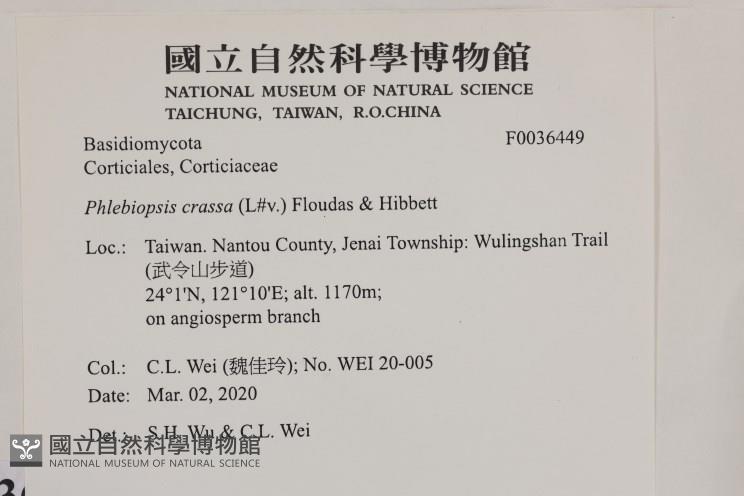 國立自然科學博物館
NATIONAL MUSEUM OF NATURAL SCIENCE
TAICHUNG, TAIWAN, R.O.CHINA
Basidiomycota F0036449
Corticiales, Corticiaceae
Phlebiopsis crassa (L#v.) Floudas & Hibbett
Loc.: Taiwan. Nantou County, Jenai Township: Wulingshan Trail
(武令山步道)
24°1'N, 121°10'E; alt. 1170m;
on angiosperm branch
Col.: C.L. Wei (魏佳玲); No. WEI 20-005
Date: Mar. 02, 2020
Det.: S.H. Wu & C.L. Wei
國立自然科學博物館
NATIONAL MUSEUM OF NATURAL SCIENCE